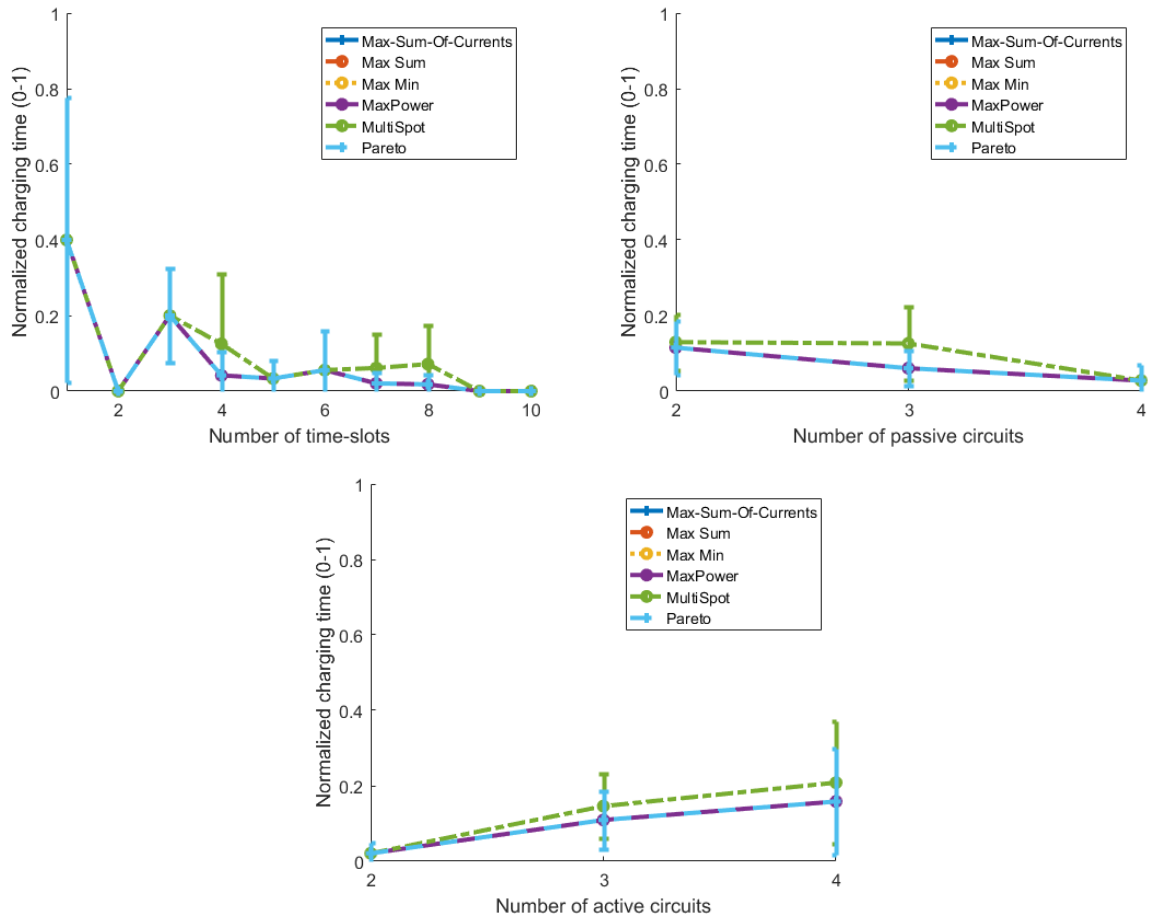 Normalized charging time (0-1)
1
0.8
0.6
0.4
0.2
0
2
4
6
8
10
Number of time-slots
Max-Sum-Of-Currents
Max Sum
Max Min
MaxPower
MultiSpot
Pareto
Normalized charging time (0-1)
1
0.8
0.6
0.4
0.2
0
2
3
4
Number of passive circuits
Max-Sum-Of-Currents
Max Sum
Max Min
MaxPower
MultiSpot
Pareto
Normalized charging time (0-1)
1
0.8
0.6
0.4
0.2
0
2
3
4
Number of active circuits
Max-Sum-Of-Currents
Max Sum
Max Min
MaxPower
MultiSpot
Pareto